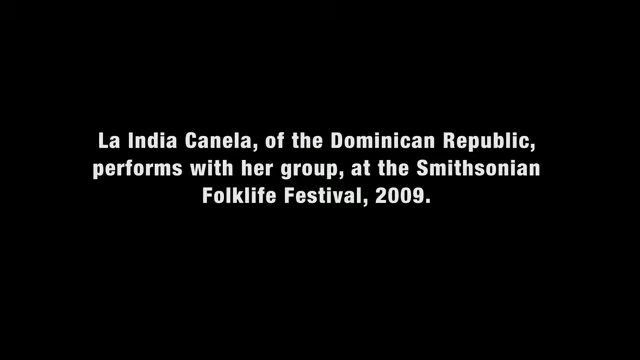 La India Canela, of the Dominican Republic,
performs with her group, at the Smithsonian
Folklife Festival, 2009.